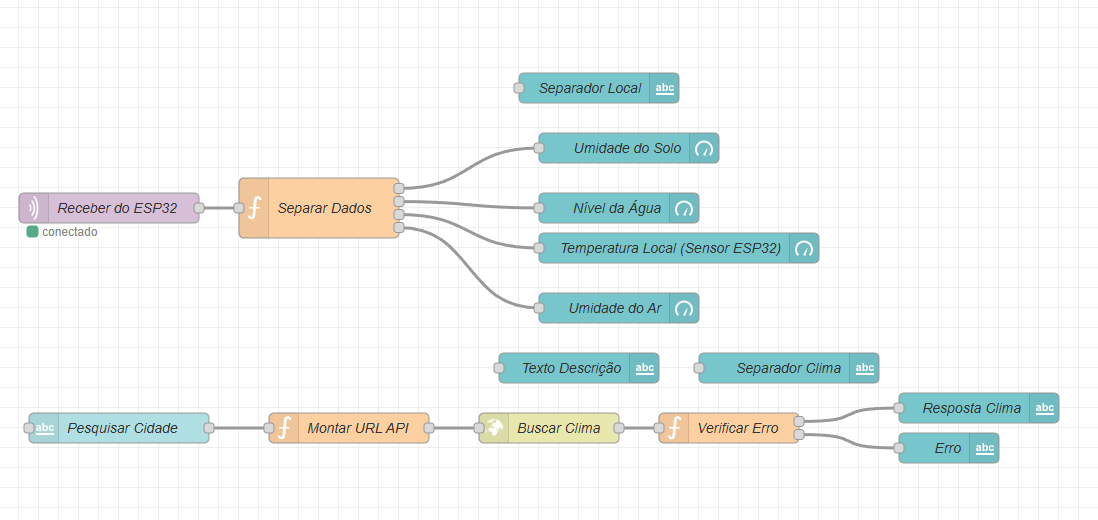 Separador Local abc
Umidade do Solo
Receber do ESP32
Separar Dados
Nível da Água
conectado
Temperatura Local (Sensor ESP32)
Umidade do Ar
Texto Descrição abc
Separador Clima abc
Resposta Clima abc
abc Pesquisar Cidade
Montar URL API
Buscar Clima
Verificar Erro
Erro abc